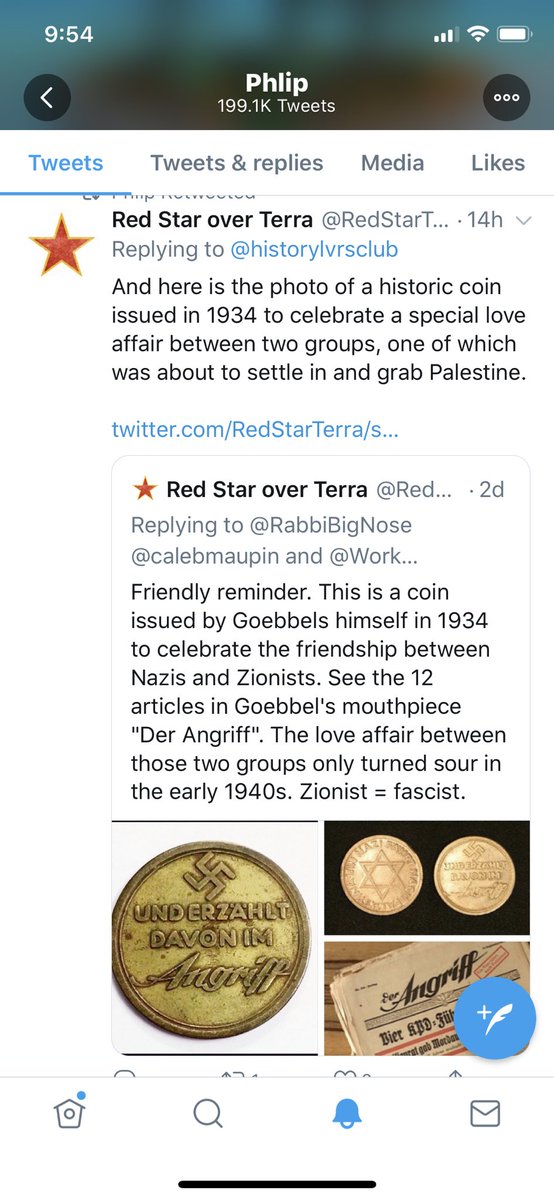 9:54
Phlip
199.1K Tweets
Tweets Tweets & replies Media Likes
Phlip Retweeted
Red Star over Terra @RedStarT... · 14h
Replying to @historylvrsclub
And here is the photo of a historic coin
issued in 1934 to celebrate a special love
affair between two groups, one of which
was about to settle in and grab Palestine.
twitter.com/RedStarTerra/s...
Red Star over Terra @Red... · 2d
Replying to @RabbiBigNose
@calebmaupin and @Work...
Friendly reminder. This is a coin
issued by Goebbels himself in 1934
to celebrate the friendship between
Nazis and Zionists. See the 12
articles in Goebbel's mouthpiece
"Der Angriff". The love affair between
those two groups only turned sour in
the early 1940s. Zionist = fascist.
UND ERZÄHLT
DAVON IM
Angriff
UND ERZÄHLT
DAVON IM
Angriff
Der Angriff
Vier KPD-Füh